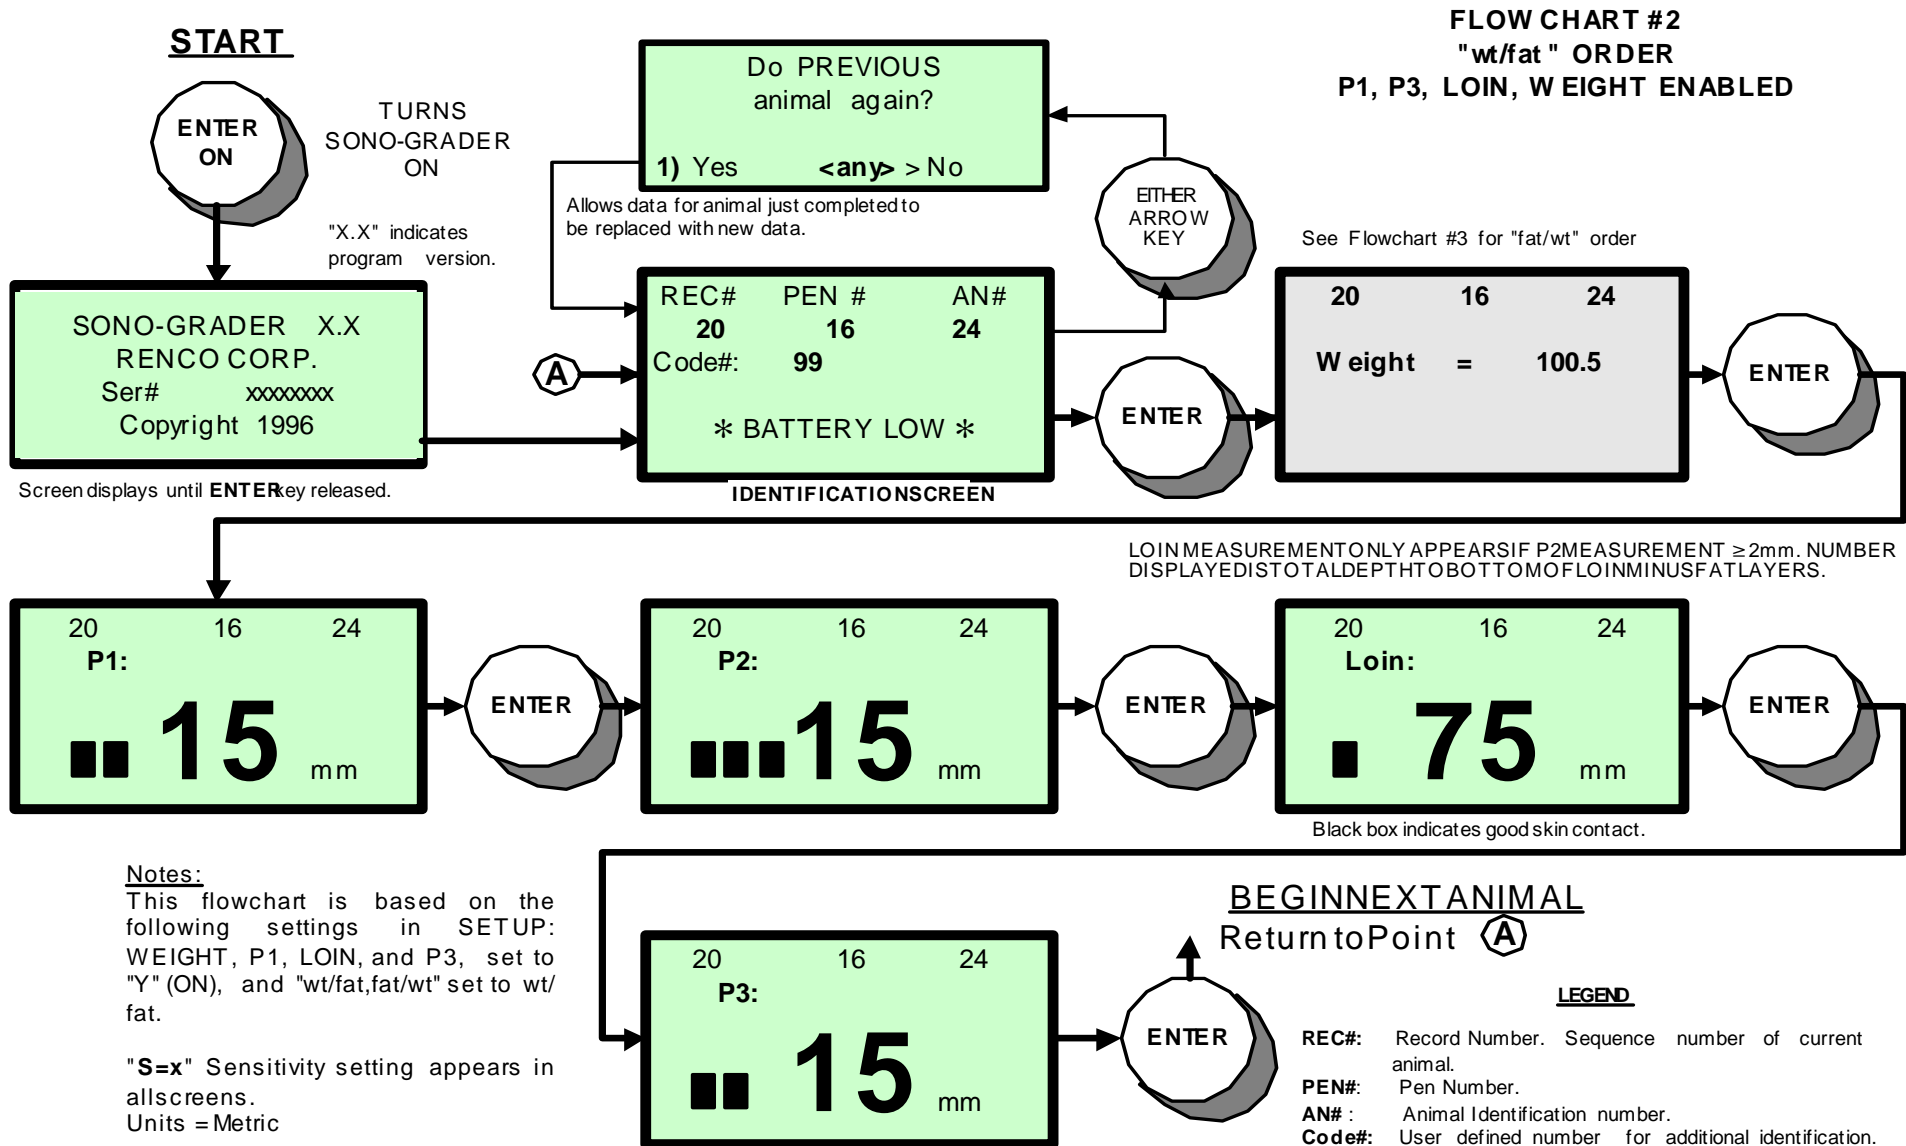 FLOW CHART #2
"wt/fat" ORDER
P1, P3, LOIN, WEIGHT ENABLED
START
ENTER
ON
TURNS
SONO-GRADER
ON
"X.X" indicates
program version.
Do PREVIOUS
animal again?
1) Yes <any> > No
Allows data for animal just completed to
be replaced with new data.
EITHER
ARROW
KEY
See Flowchart #3 for "fat/wt" order
SONO-GRADER X.X
RENCO CORP.
Ser# xxxxxxxx
Copyright 1996
Screen displays until ENTER key released.
A
REC# PEN # AN#
20 16 24
Code#: 99
* BATTERY LOW *
IDENTIFICATION SCREEN
ENTER
20 16 24
Weight = 100.5
ENTER
LOIN MEASUREMENT ONLY APPEARS IF P2 MEASUREMENT ≥2mm. NUMBER
DISPLAYED IS TOTAL DEPTH TO BOTTOM OF LOIN MINUS FAT LAYERS.
20 16 24
P1:
15 mm
ENTER
20 16 24
P2:
15 mm
ENTER
20 16 24
Loin:
75 mm
ENTER
Black box indicates good skin contact.
Notes:
This flowchart is based on the
following settings in SETUP:
WEIGHT, P1, LOIN, and P3, set to
"Y" (ON), and "wt/fat,fat/wt" set to wt/
fat.
"S=x" Sensitivity setting appears in
all screens.
Units = Metric
20 16 24
P3:
15 mm
ENTER
BEGIN NEXT ANIMAL
Return to Point A
LEGEND
REC#: Record Number. Sequence number of current
animal.
PEN#: Pen Number.
AN# : Animal Identification number.
Code#: User defined number for additional identification.